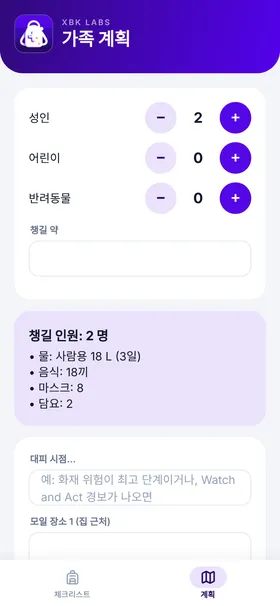 XBK LABS
가족 계획
성인
− 2 +
어린이
− 0 +
반려동물
− 0 +
챙길 약
챙길 인원: 2 명
• 물: 사람용 18 L (3일)
• 음식: 18끼
• 마스크: 8
• 담요: 2
대피 시점...
예: 화재 위험이 최고 단계이거나, Watch
and Act 경보가 나오면
모일 장소 1 (집 근처)
체크리스트
계획